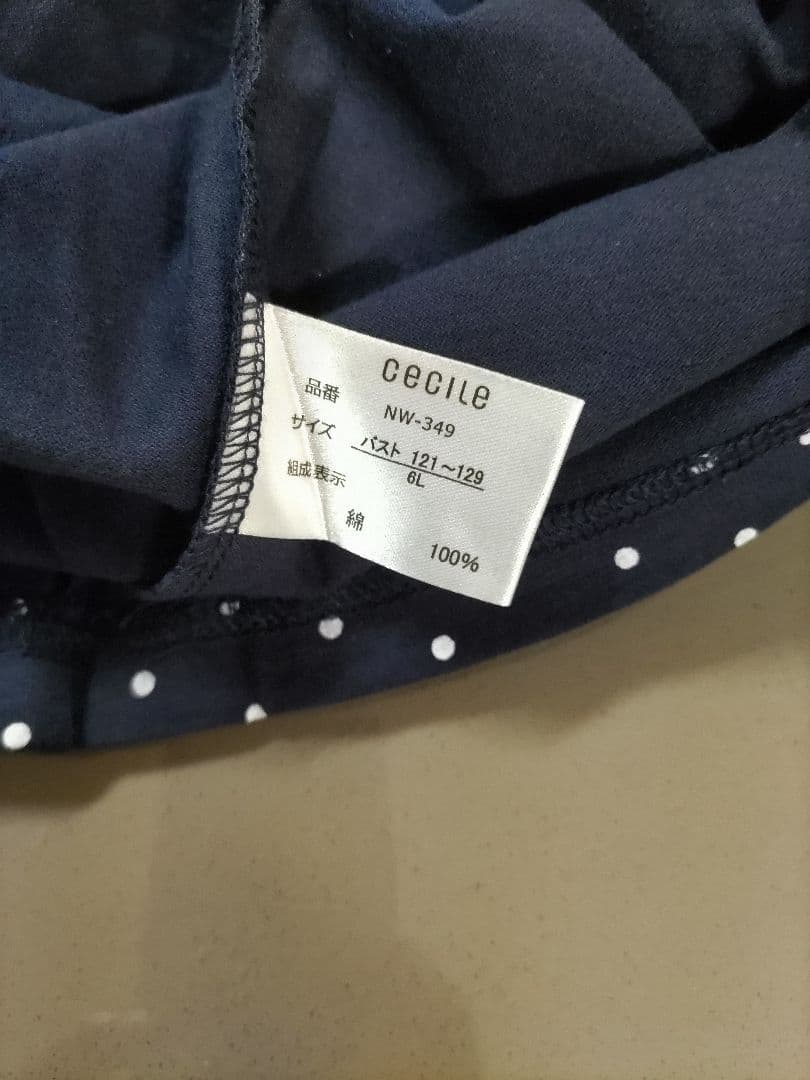 cecile
品番 NW-349
サイズ バスト 121～129
6L
組成表示
綿 100%